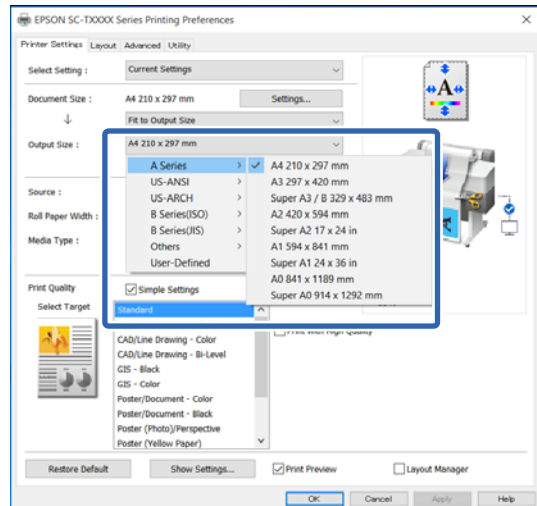 EPSON SC-TXXXX Series Printing Preferences
Printer Settings Layout Advanced Utility
Select Setting : Current Settings
Document Size : A4 210 x 297 mm Settings...
Fit to Output Size
Output Size : A4 210 x 297 mm
A Series
US-ANSI
US-ARCH
B Series(ISO)
B Series(JIS)
Others
User-Defined
A4 210 x 297 mm
A3 297 x 420 mm
Super A3 / B 329 x 483 mm
A2 420 x 594 mm
Super A2 17 x 24 in
A1 594 x 841 mm
Super A1 24 x 36 in
A0 841 x 1189 mm
Super A0 914 x 1292 mm
Source :
Roll Paper Width :
Media Type :
A
Print Quality Simple Settings
Select Target
Standard
CAD/Line Drawing - Color
CAD/Line Drawing - Bi-Level
GIS - Black
GIS - Color
Poster/Document - Color
Poster/Document - Black
Poster (Photo)/Perspective
Poster (Yellow Paper)
Print with High Quality
Restore Default Show Settings... Print Preview Layout Manager
OK Cancel Apply Help